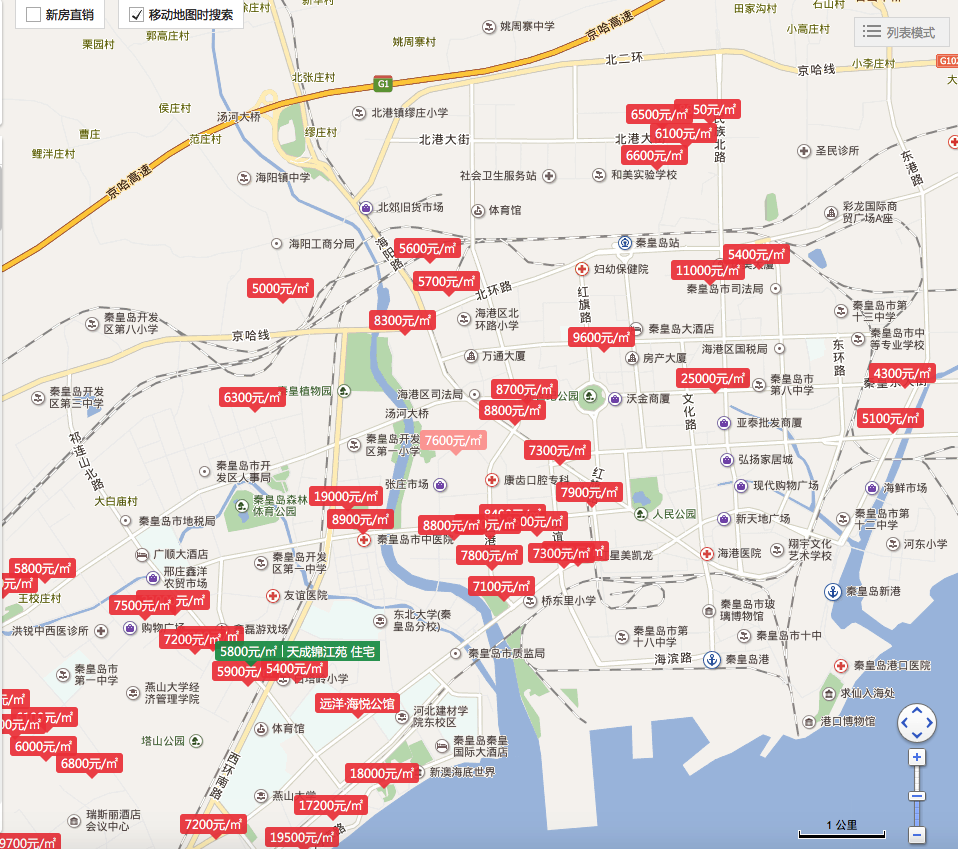 新房直销
移动地图时搜索
列表模式
徐庄村
郭高庄村
栗园村
姚周寨中学
姚周寨村
京哈高速
田家沟村
石山村
小高庄村
北二环
京哈线
小李庄村
G102
北张庄村
G1
侯庄村
汤河大桥
北港镇缪庄小学
缪庄村
曹庄
范庄村
鲤泮庄村
北港大街
6500元/㎡
50元/㎡
6100元/㎡
6600元/㎡
民族北路
圣民诊所
东港路
京哈高速
海阳镇中学
社会卫生服务站
和美实验学校
北郊旧货市场
体育馆
彩龙国际商
贸广场A座
海阳工商分局
海阳路
5600元/㎡
秦皇岛站
5400元/㎡
妇幼保健院
11000元/㎡
5000元/㎡
5700元/㎡
北环路
红旗路
秦皇岛市司法局
秦皇岛开发
区第八小学
8300元/㎡
海港区北
环路小学
秦皇岛市第
十三中学
京哈线
9600元/㎡
秦皇岛大酒店
秦皇岛市中
等专业学校
万通大厦
房产大厦
海港区国税局
东环路
4300元/㎡
25000元/㎡
秦皇岛市
第八中学
秦皇岛开发
区第三中学
6300元/㎡
秦皇植物园
海港区司法局
8700元/㎡
公园
沃金商厦
文化路
汤河大桥
8800元/㎡
5100元/㎡
亚泰批发商厦
祁连山北路
秦皇岛开发
区第一小学
7600元/㎡
7300元/㎡
弘扬家居城
秦皇岛市开
发区人事局
张庄市场
康齿口腔专科
现代购物广场
海鲜市场
大白庙村
秦皇岛森林
体育公园
19000元/㎡
7900元/㎡
人民公园
新天地广场
秦皇岛市第
十二中学
秦皇岛市地税局
8900元/㎡
8800元/㎡
秦皇岛市中医院
翔宇文化
艺术学校
河东小学
广顺大酒店
7800元/㎡
7300元/㎡
星美凯龙
海港医院
秦皇岛开发
区第一中学
5800元/㎡
邢庄鑫洋
农贸市场
7100元/㎡
秦皇岛新港
王校庄村
7500元/㎡
友谊医院
桥东里小学
秦皇岛市玻
璃博物馆
洪锐中西医诊所
购物广场
7200元/㎡
磊游戏场
东北大学(秦
皇岛分校)
秦皇岛市第
十八中学
秦皇岛市十中
5800元/㎡ | 天成锦江苑 住宅
秦皇岛市质监局
海滨路
秦皇岛港
秦皇岛港口医院
5900元/
5400元/㎡
秦皇岛市
第一中学
燕山大学经
济管理学院
远洋·海悦公馆
求仙入海处
河北建材学
院东校区
港口博物馆
6000元/㎡
塔山公园
体育馆
秦皇岛秦皇
国际大酒店
6800元/㎡
西环南路
18000元/㎡
新澳海底世界
燕山大
17200元/㎡
瑞斯丽酒店
会议中心
7200元/㎡
19500元/㎡
9700元/㎡
1 公里